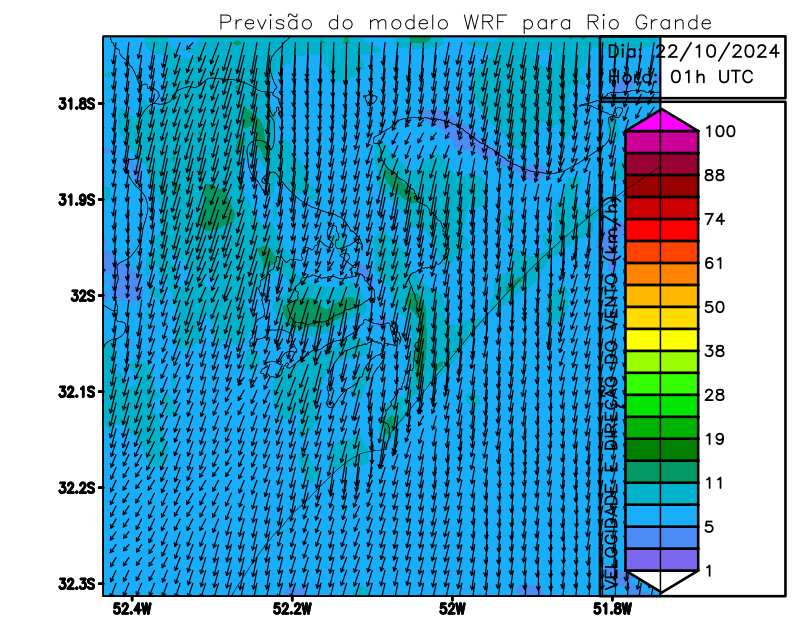 Previsão do modelo WRF para Rio Grande
Dia: 22/10/2024
Hora: 01h UTC
31.8S
31.9S
32S
32.1S
32.2S
32.3S
52.4W
52.2W
52W
51.8W
VELOCIDADE E DIREÇÃO DO VENTO (km/h)
100
88
74
61
50
38
28
19
11
5
1